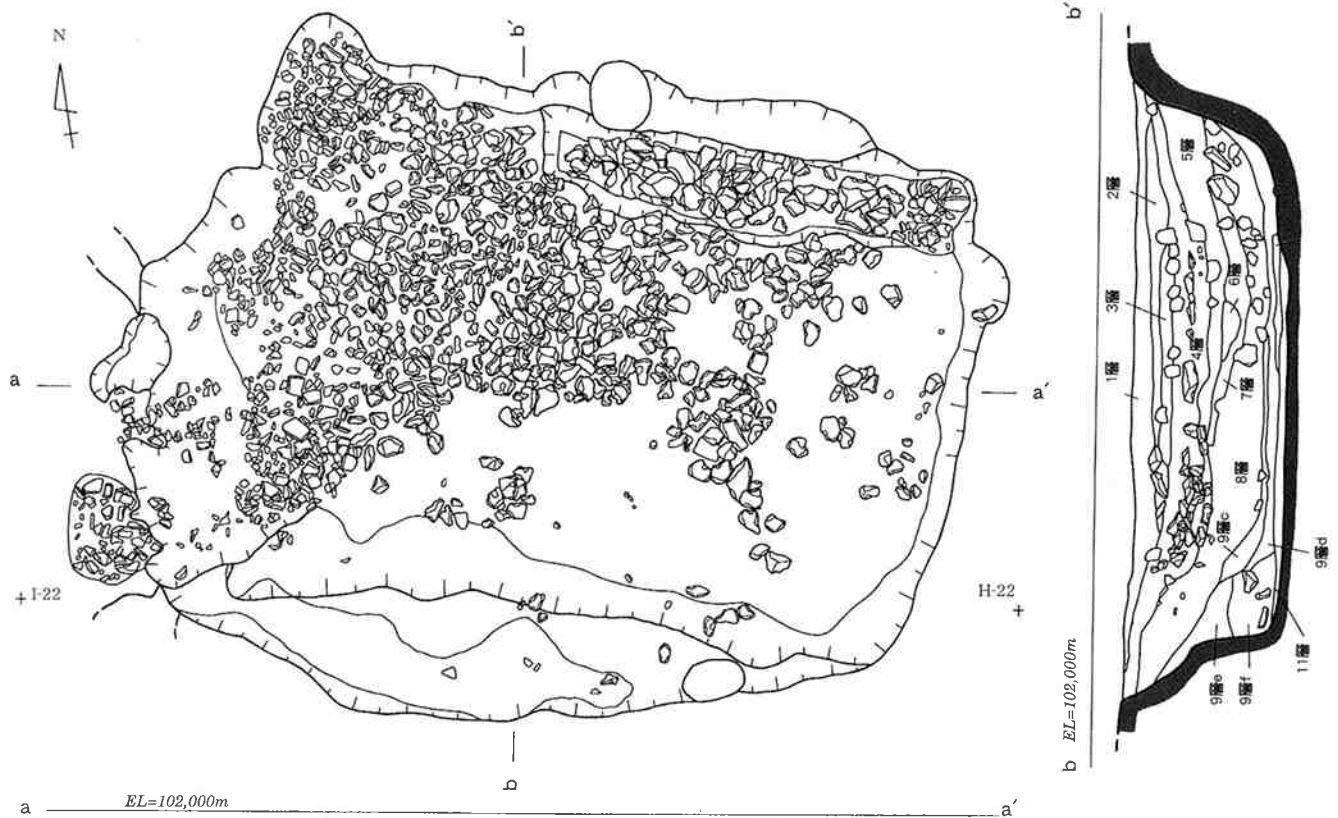 N
b'
a
a'
I-22
H-22
b
a
EL=102,000m
a'
b'
2層
5層
3層
6層
4層
1層
7層
8層
9層c
9層d
9層e
9層f
11層
b
EL=102,000m